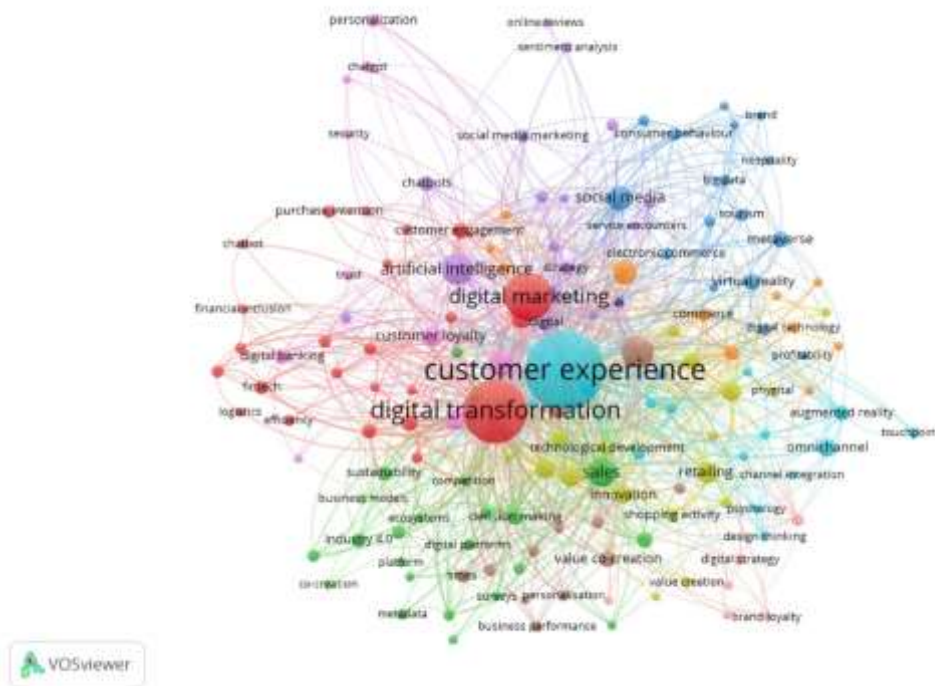 personalization
online reviews
sentiment analysis
chatbot
brand
security
social media marketing
consumer behaviour
hospitality
chatbots
big data
social media
purchase intention
tourism
service encounters
customer engagement
metaverse
chatbot
electronic commerce
artificial intelligence
strategy
trust
virtual reality
digital marketing
financial inclusion
commerce
digital
digital technology
customer loyalty
digital banking
profitability
customer experience
fintech
phygital
digital transformation
logistics
efficiency
augmented reality
touchpoint
technological development
omnichannel
sustainability
sales
retailing
channel integration
competition
business models
innovation
psychology
ecosystems
decision making
shopping activity
industry 4.0
digital platforms
design thinking
platform
value co-creation
digital strategy
co-creation
smes
value creation
surveys
personalisation
metadata
business performance
brand loyalty
VOSviewer